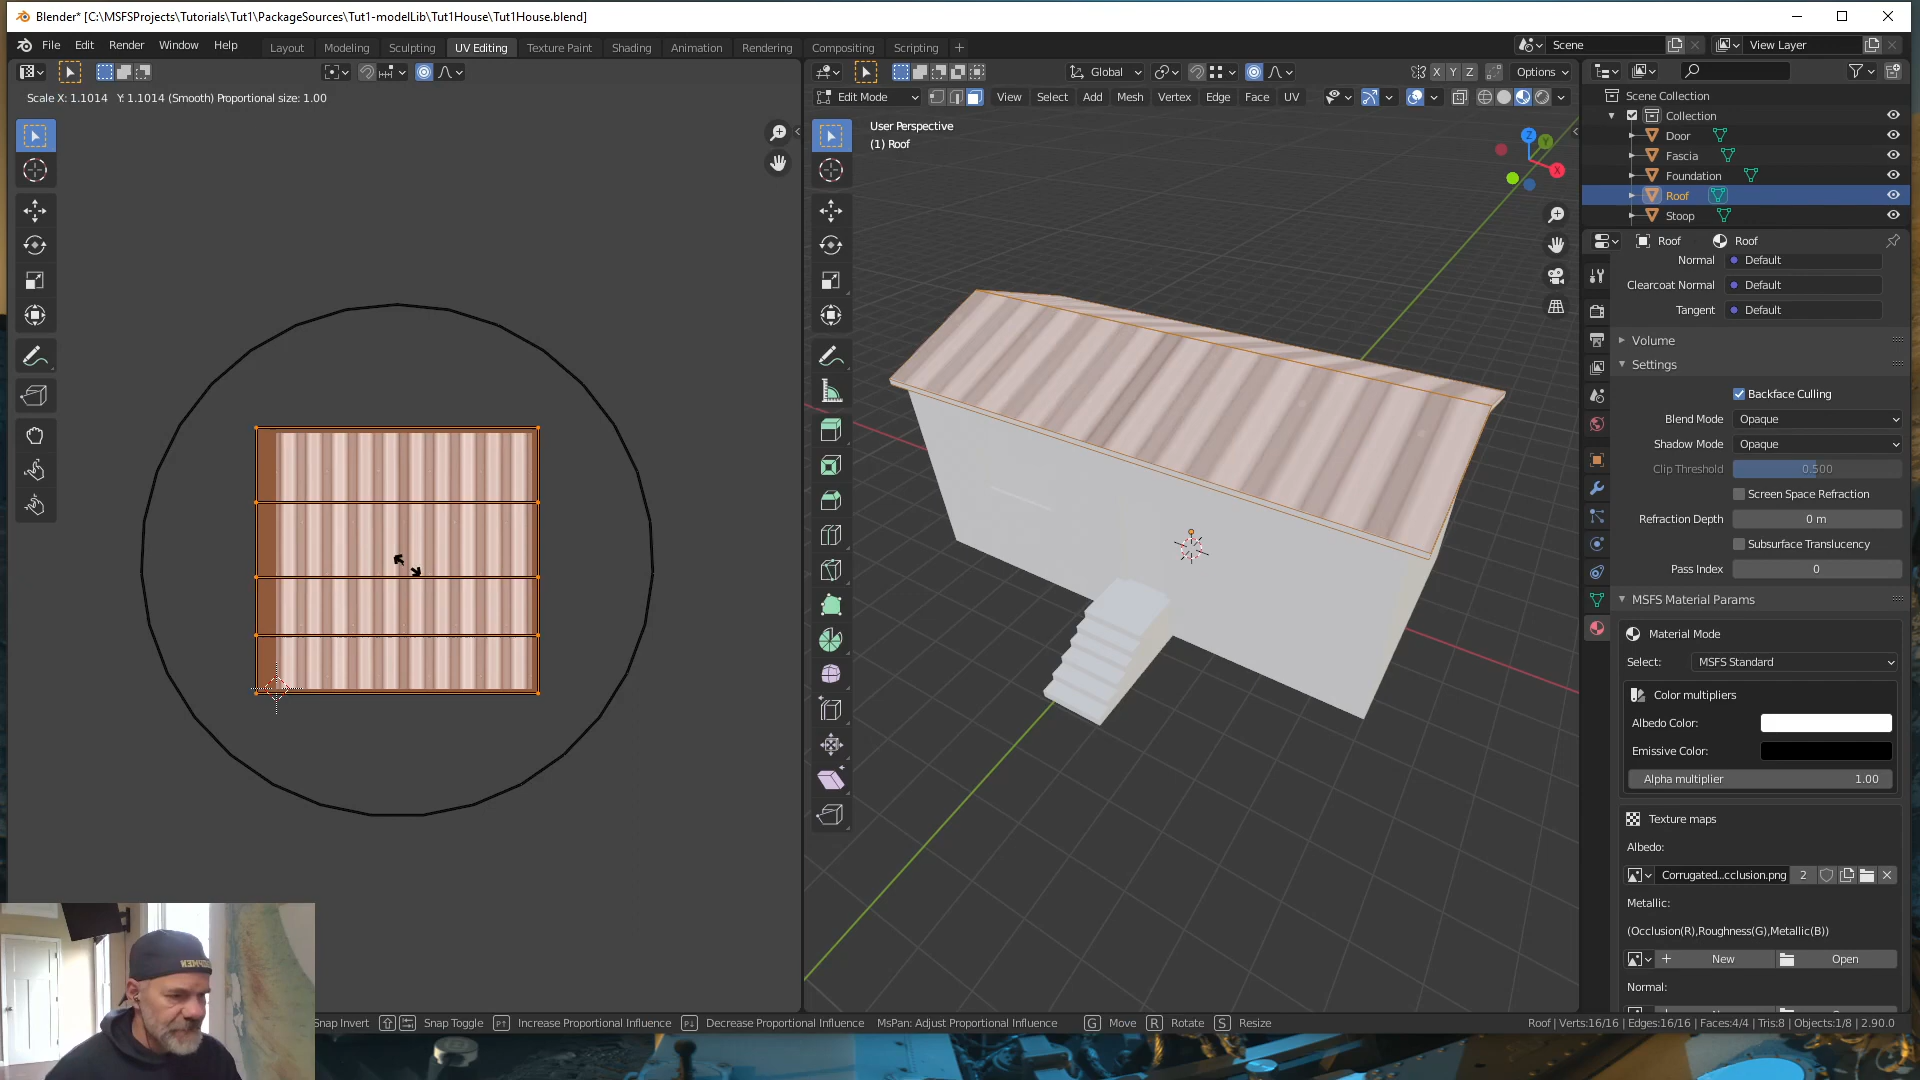 Blender* [C:\MSFSProjects\Tutorials\Tut1\PackageSources\Tut1-modelLib\Tut1House\Tut1House.blend]
File Edit Render Window Help Layout Modeling Sculpting UV Editing Texture Paint Shading Animation Rendering Compositing Scripting + Scene View Layer
Global X Y Z Options
Scale X: 1.1014 Y: 1.1014 (Smooth) Proportional size: 1.00
Edit Mode View Select Add Mesh Vertex Edge Face UV
User Perspective
(1) Roof
Z
Y
X
Scene Collection
Collection
Door
Fascia
Foundation
Roof
Stoop
Roof Roof
Normal Default
Clearcoat Normal Default
Tangent Default
Volume
Settings
Backface Culling
Blend Mode Opaque
Shadow Mode Opaque
Clip Threshold 0.500
Screen Space Refraction
Refraction Depth 0 m
Subsurface Translucency
Pass Index 0
MSFS Material Params
Material Mode
Select: MSFS Standard
Color multipliers
Albedo Color:
Emissive Color:
Alpha multiplier 1.00
Texture maps
Albedo:
Corrugated...cclusion.png 2
Metallic:
(Occlusion(R),Roughness(G),Metallic(B))
+ New Open
Normal:
Snap Invert Snap Toggle Increase Proportional Influence Decrease Proportional Influence MsPan: Adjust Proportional Influence G Move R Rotate S Resize
Roof | Verts:16/16 | Edges:16/16 | Faces:4/4 | Tris:8 | Objects:1/8 | 2.90.0